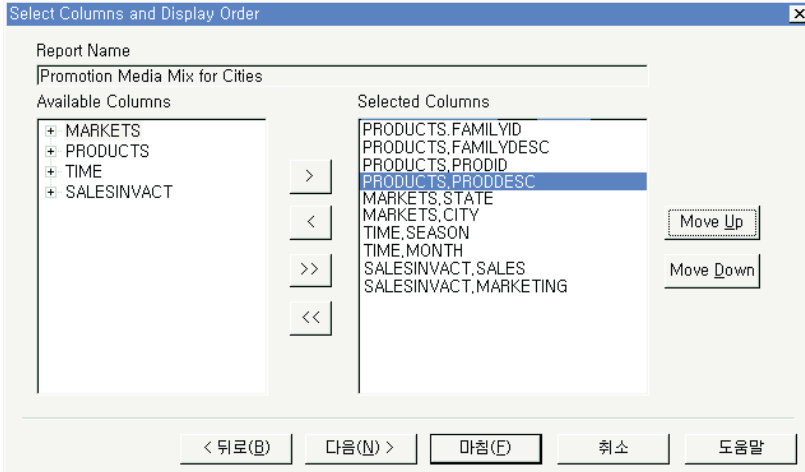 Select Columns and Display Order
Report Name
Promotion Media Mix for Cities
Available Columns
MARKETS
PRODUCTS
TIME
SALESINVACT
>
<
>>
<<
Selected Columns
PRODUCTS.FAMILYID
PRODUCTS.FAMILYDESC
PRODUCTS.PRODID
PRODUCTS.PRODDESC
MARKETS.STATE
MARKETS.CITY
TIME.SEASON
TIME.MONTH
SALESINVACT.SALES
SALESINVACT.MARKETING
Move Up
Move Down
< 뒤로(B)
다음(N) >
마침(F)
취소
도움말